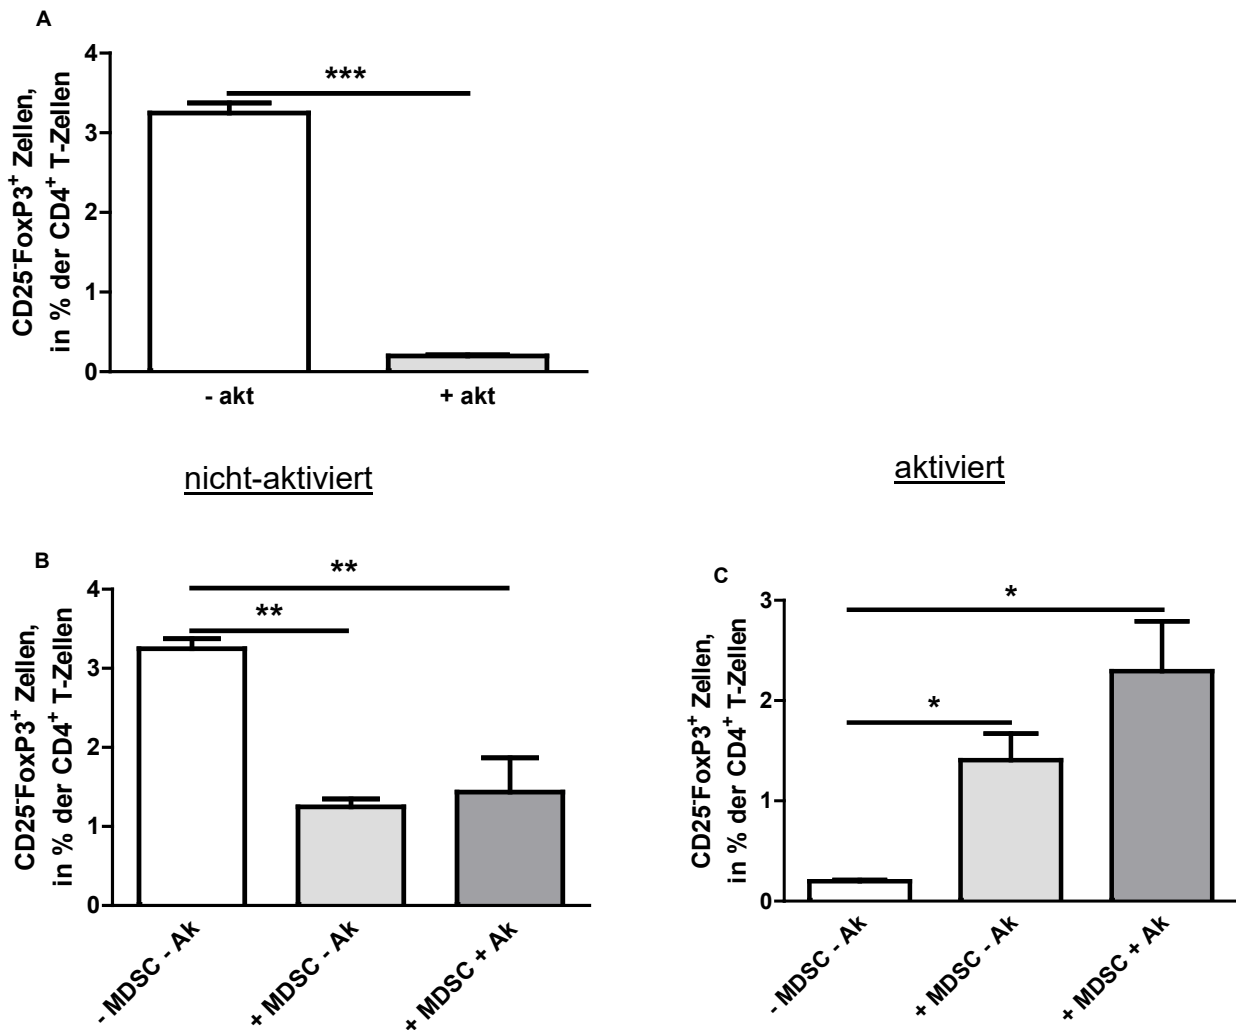 A
CD25⁻FoxP3⁺ Zellen,
in % der CD4⁺ T-Zellen
4
3
2
1
0
***
- akt
+ akt
nicht-aktiviert
aktiviert
B
CD25⁻FoxP3⁺ Zellen,
in % der CD4⁺ T-Zellen
4
3
2
1
0
**
**
- MDSC - Ak
+ MDSC - Ak
+ MDSC + Ak
C
CD25⁻FoxP3⁺ Zellen,
in % der CD4⁺ T-Zellen
3
2
1
0
*
*
- MDSC - Ak
+ MDSC - Ak
+ MDSC + Ak